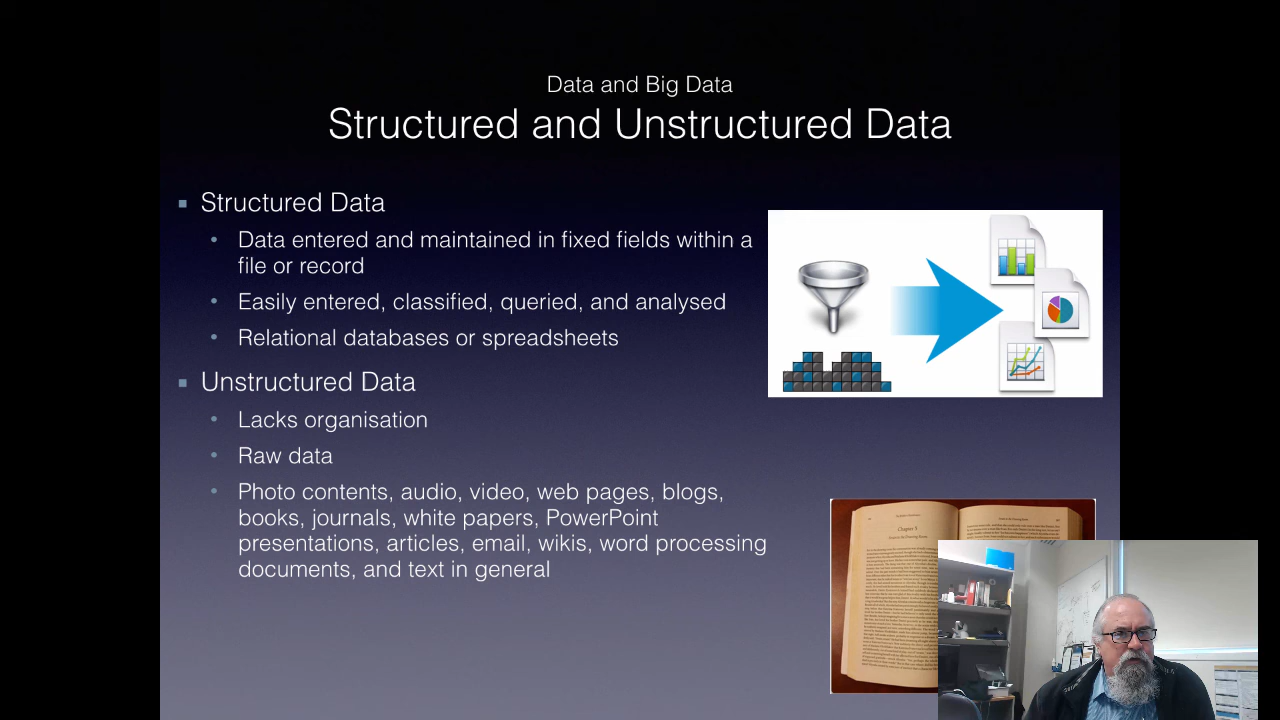 Data and Big Data
Structured and Unstructured Data
Structured Data
Data entered and maintained in fixed fields within a
file or record
Easily entered, classified, queried, and analysed
Relational databases or spreadsheets
Unstructured Data
Lacks organisation
Raw data
Photo contents, audio, video, web pages, blogs,
books, journals, white papers, PowerPoint
presentations, articles, email, wikis, word processing
documents, and text in general
Chapter 5